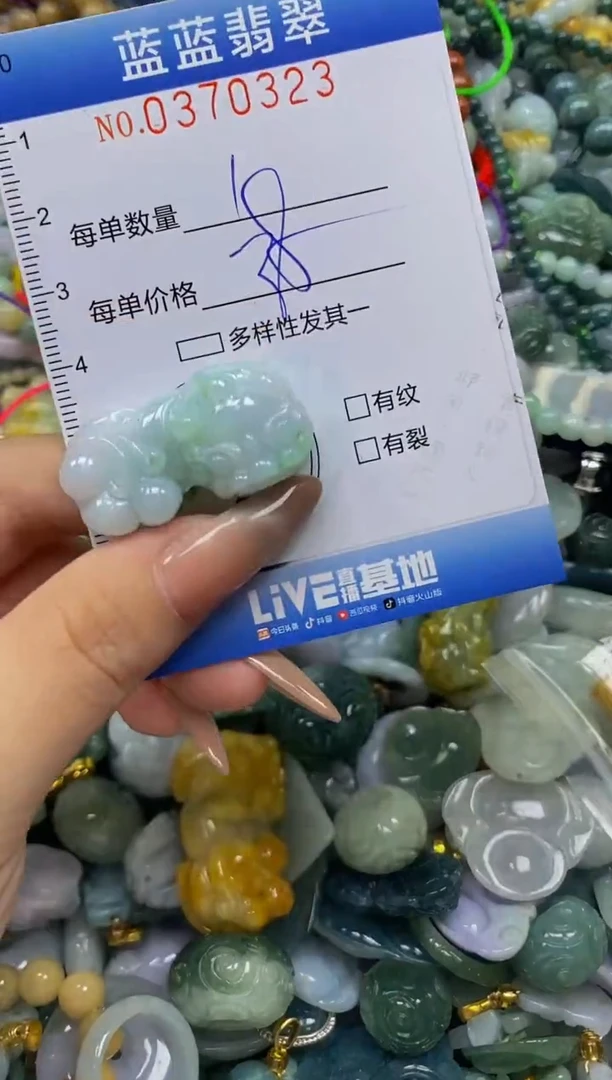 蓝蓝翡翠
0
NO.0370323
1
2
每单数量
3
每单价格
4
多样性发其一
有纹
有裂
LiVE直播基地
今日头条 抖音 西瓜视频 抖音火山版